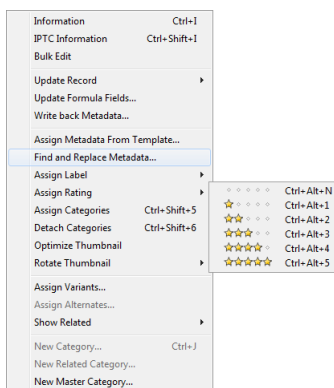 Information Ctrl+I
IPTC Information Ctrl+Shift+I
Bulk Edit
Update Record
Update Formula Fields...
Write back Metadata...
Assign Metadata From Template...
Find and Replace Metadata...
Assign Label
Assign Rating
Ctrl+Alt+N
Assign Categories Ctrl+Shift+5
Ctrl+Alt+1
Detach Categories Ctrl+Shift+6
Ctrl+Alt+2
Optimize Thumbnail
Ctrl+Alt+3
Ctrl+Alt+4
Rotate Thumbnail
Ctrl+Alt+5
Assign Variants...
Assign Alternates...
Show Related
New Category... Ctrl+J
New Related Category...
New Master Category...